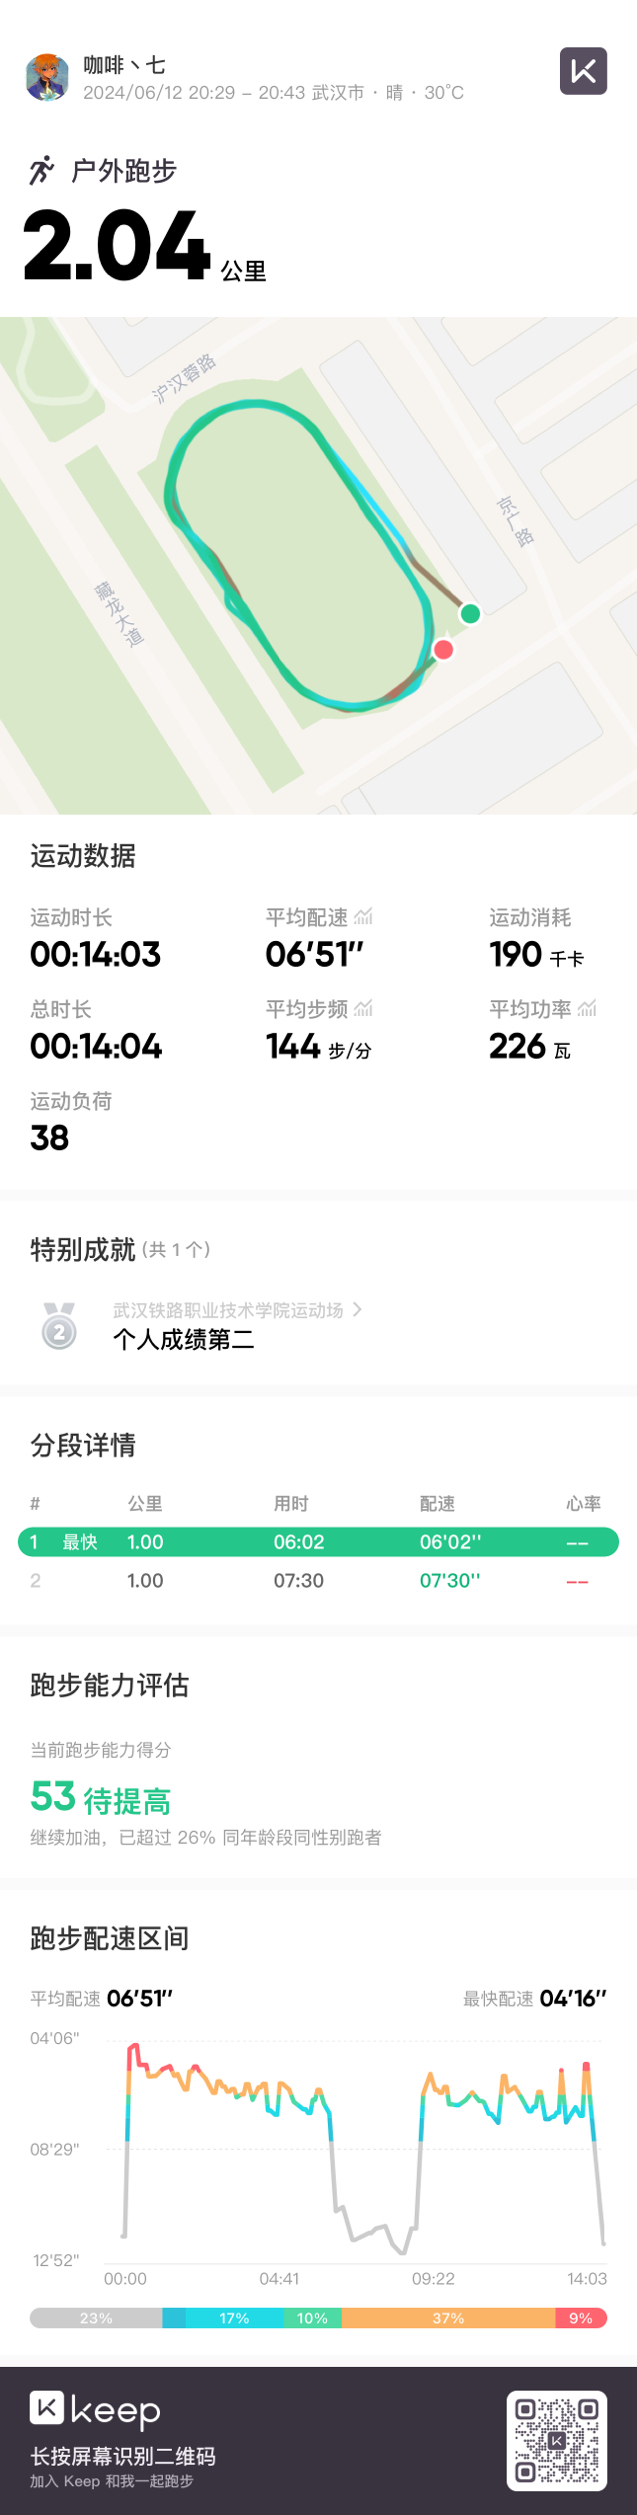 咖啡丶七
2024/06/12 20:29 - 20:43 武汉市 · 晴 · 30°C
户外跑步
2.04 公里
沪汉蓉路
京广路
藏龙大道
运动数据
运动时长 平均配速 运动消耗
00:14:03 06'51'' 190 千卡
总时长 平均步频 平均功率
00:14:04 144 步/分 226 瓦
运动负荷
38
特别成就 (共 1 个)
2
武汉铁路职业技术学院运动场 >
个人成绩第二
分段详情
# 公里 用时 配速 心率
1 最快 1.00 06:02 06'02'' --
2 1.00 07:30 07'30'' --
跑步能力评估
当前跑步能力得分
53 待提高
继续加油，已超过 26% 同年龄段同性别跑者
跑步配速区间
平均配速 06'51'' 最快配速 04'16''
04'06"
08'29"
12'52"
00:00 04:41 09:22 14:03
23% 17% 10% 37% 9%
keep
长按屏幕识别二维码
加入 Keep 和我一起跑步